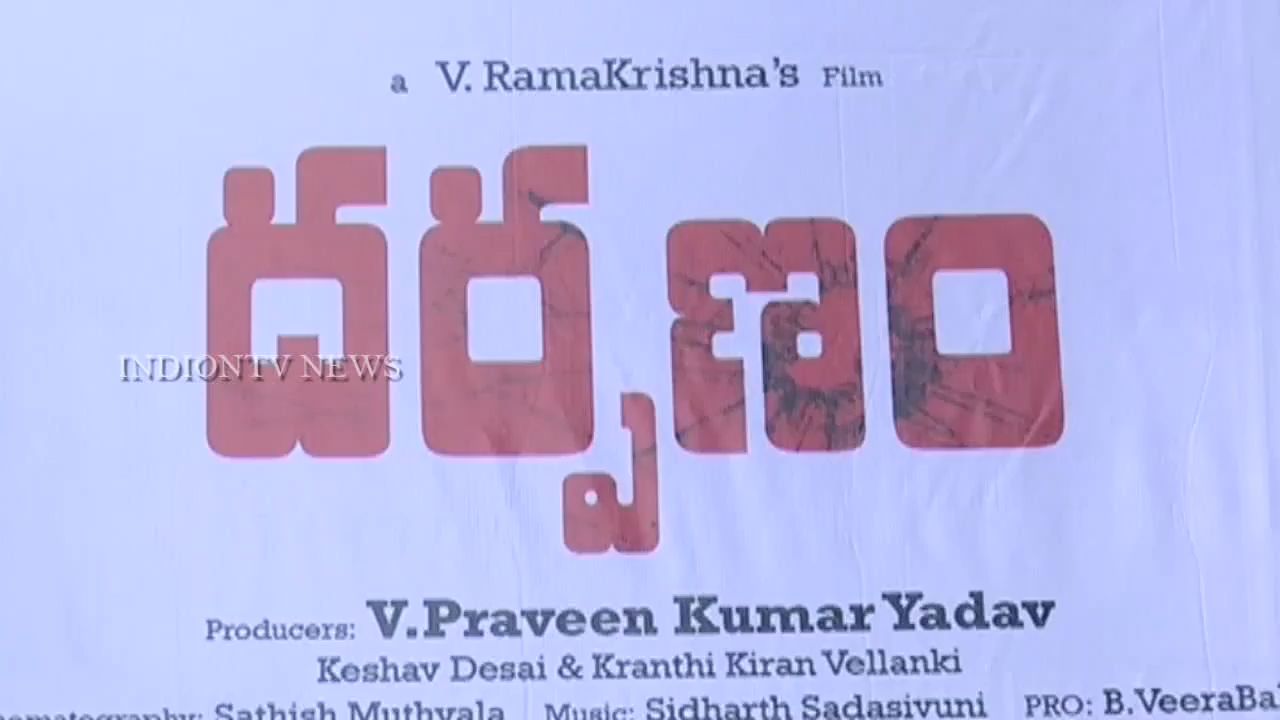 a V. RamaKrishna's Film
దర్పణం
INDIONTV NEWS
Producers: V.Praveen Kumar Yadav
Keshav Desai & Kranthi Kiran Vellanki
Sathish Muthyala Music: Sidharth Sadasivuni PRO: